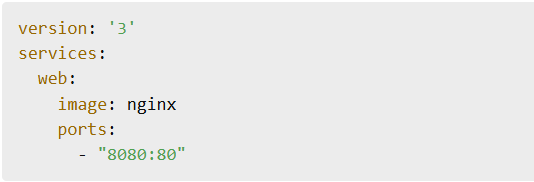 version: '3'
services:
  web:
    image: nginx
    ports:
      - "8080:80"